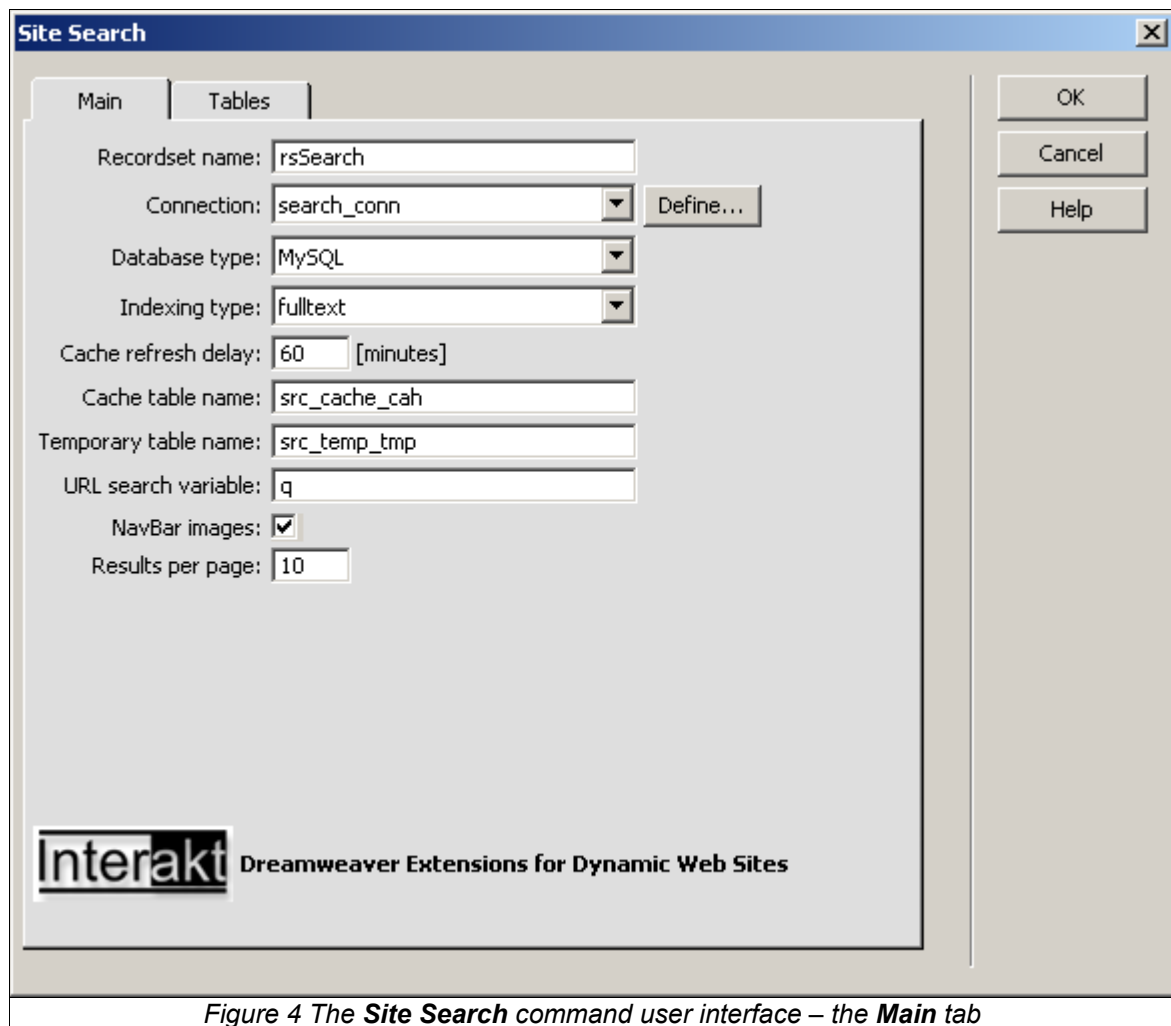 Site Search
Main Tables
OK
Cancel
Help
Recordset name: rsSearch
Connection: search_conn Define...
Database type: MySQL
Indexing type: fulltext
Cache refresh delay: 60 [minutes]
Cache table name: src_cache_cah
Temporary table name: src_temp_tmp
URL search variable: q
NavBar images:
Results per page: 10
Interakt Dreamweaver Extensions for Dynamic Web Sites
Figure 4 The Site Search command user interface – the Main tab